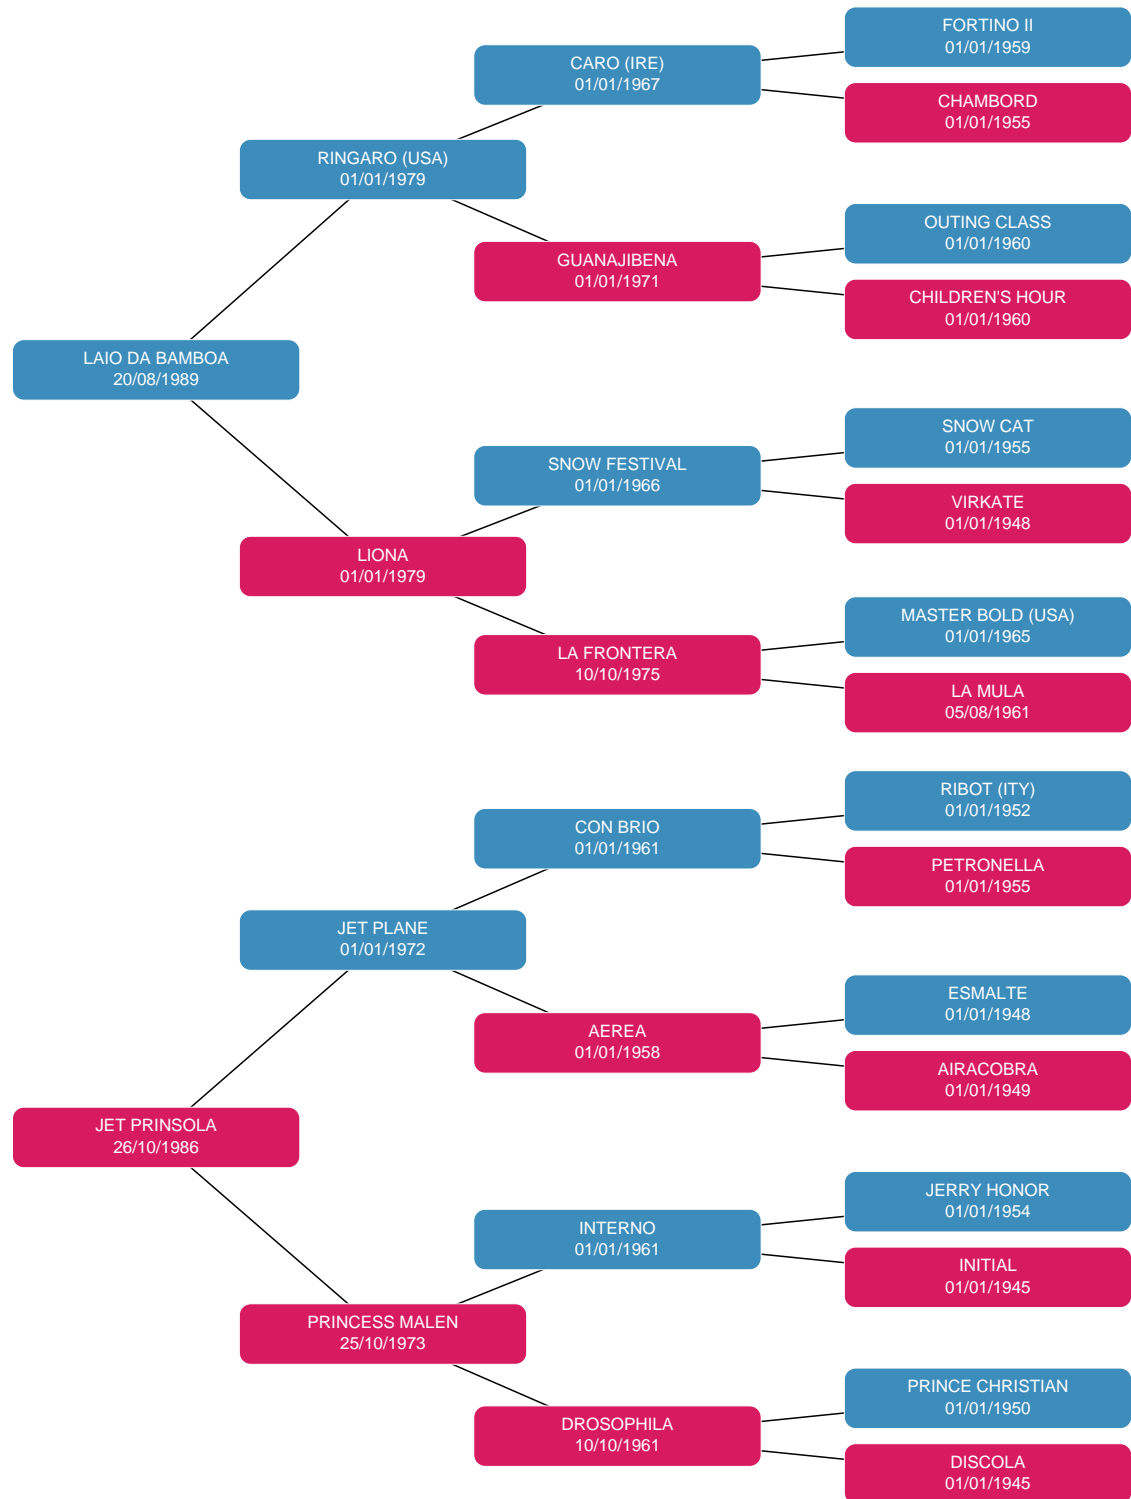 FORTINO II
01/01/1959
CARO (IRE)
01/01/1967
CHAMBORD
01/01/1955
RINGARO (USA)
01/01/1979
OUTING CLASS
01/01/1960
GUANAJIBENA
01/01/1971
CHILDREN'S HOUR
01/01/1960
LAIO DA BAMBOA
20/08/1989
SNOW CAT
01/01/1955
SNOW FESTIVAL
01/01/1966
VIRKATE
01/01/1948
LIONA
01/01/1979
MASTER BOLD (USA)
01/01/1965
LA FRONTERA
10/10/1975
LA MULA
05/08/1961
RIBOT (ITY)
01/01/1952
CON BRIO
01/01/1961
PETRONELLA
01/01/1955
JET PLANE
01/01/1972
ESMALTE
01/01/1948
AEREA
01/01/1958
AIRACOBRA
01/01/1949
JET PRINSOLA
26/10/1986
JERRY HONOR
01/01/1954
INTERNO
01/01/1961
INITIAL
01/01/1945
PRINCESS MALEN
25/10/1973
PRINCE CHRISTIAN
01/01/1950
DROSOPHILA
10/10/1961
DISCOLA
01/01/1945